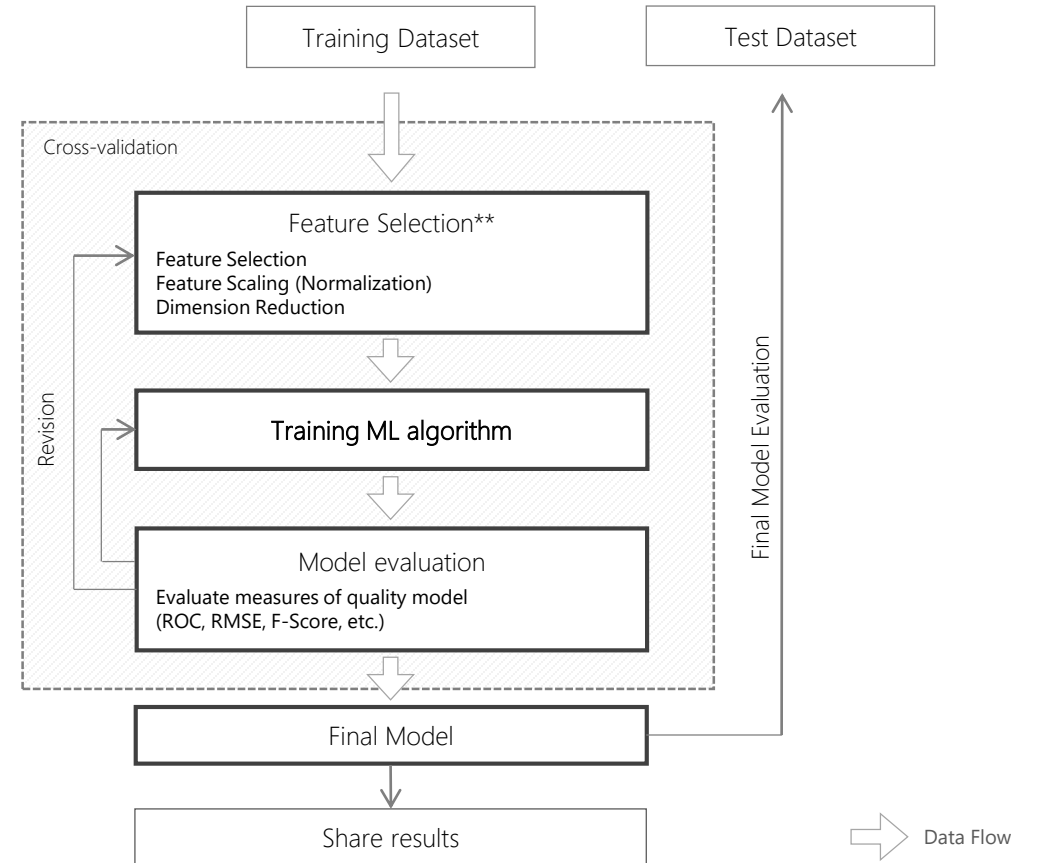 Training Dataset
Test Dataset
Cross-validation
Feature Selection**
Feature Selection
Feature Scaling (Normalization)
Dimension Reduction
Revision
Training ML algorithm
Final Model Evaluation
Model evaluation
Evaluate measures of quality model
(ROC, RMSE, F-Score, etc.)
Final Model
Share results
Data Flow